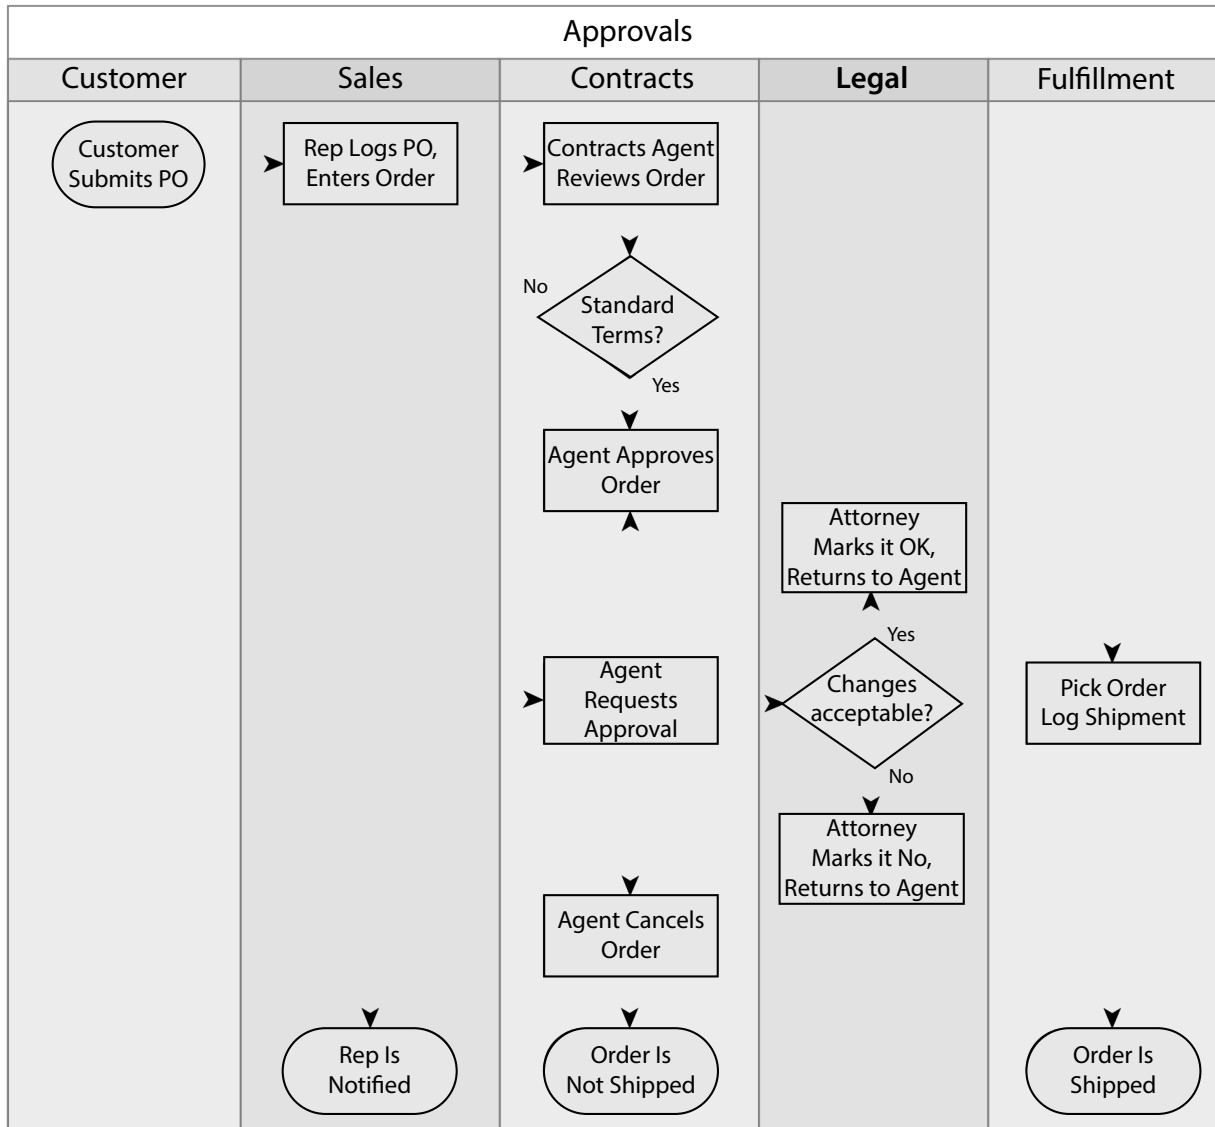 Approvals
Customer
Sales
Contracts
Legal
Fulfillment
Customer
Submits PO
Rep Logs PO,
Enters Order
Contracts Agent
Reviews Order
No
Standard
Terms?
Yes
Agent Approves
Order
Attorney
Marks it OK,
Returns to Agent
Yes
Agent
Requests
Approval
Changes
acceptable?
Pick Order
Log Shipment
No
Attorney
Marks it No,
Returns to Agent
Agent Cancels
Order
Rep Is
Notified
Order Is
Not Shipped
Order Is
Shipped